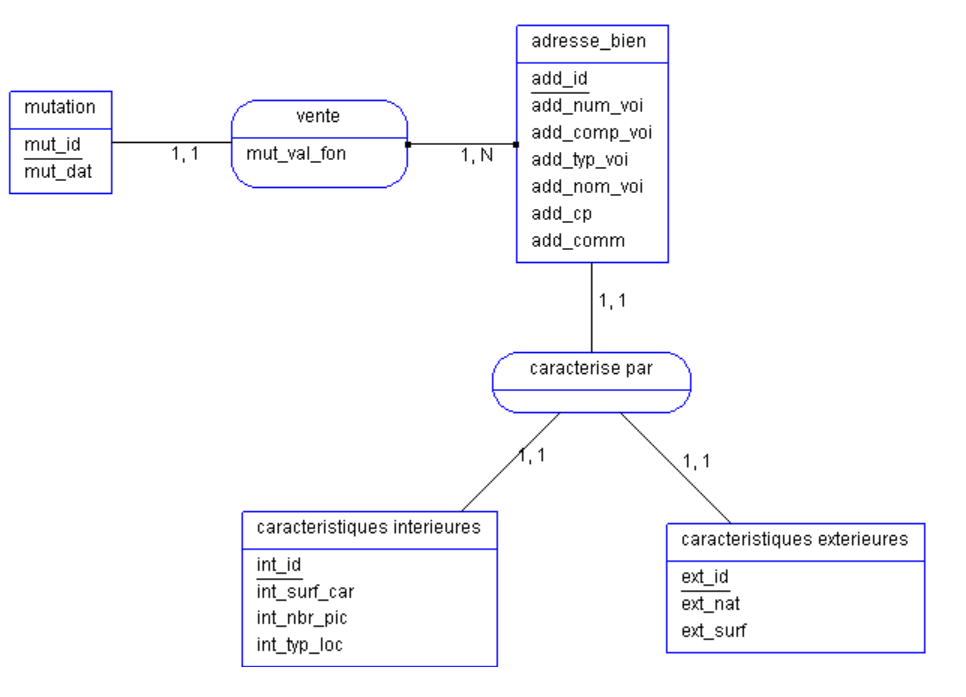 mutation
mut_id
mut_dat
1, 1
vente
mut_val_fon
1, N
adresse_bien
add_id
add_num_voi
add_comp_voi
add_typ_voi
add_nom_voi
add_cp
add_comm
1, 1
caracterise par
1, 1
1, 1
caracteristiques interieures
int_id
int_surf_car
int_nbr_pic
int_typ_loc
caracteristiques exterieures
ext_id
ext_nat
ext_surf